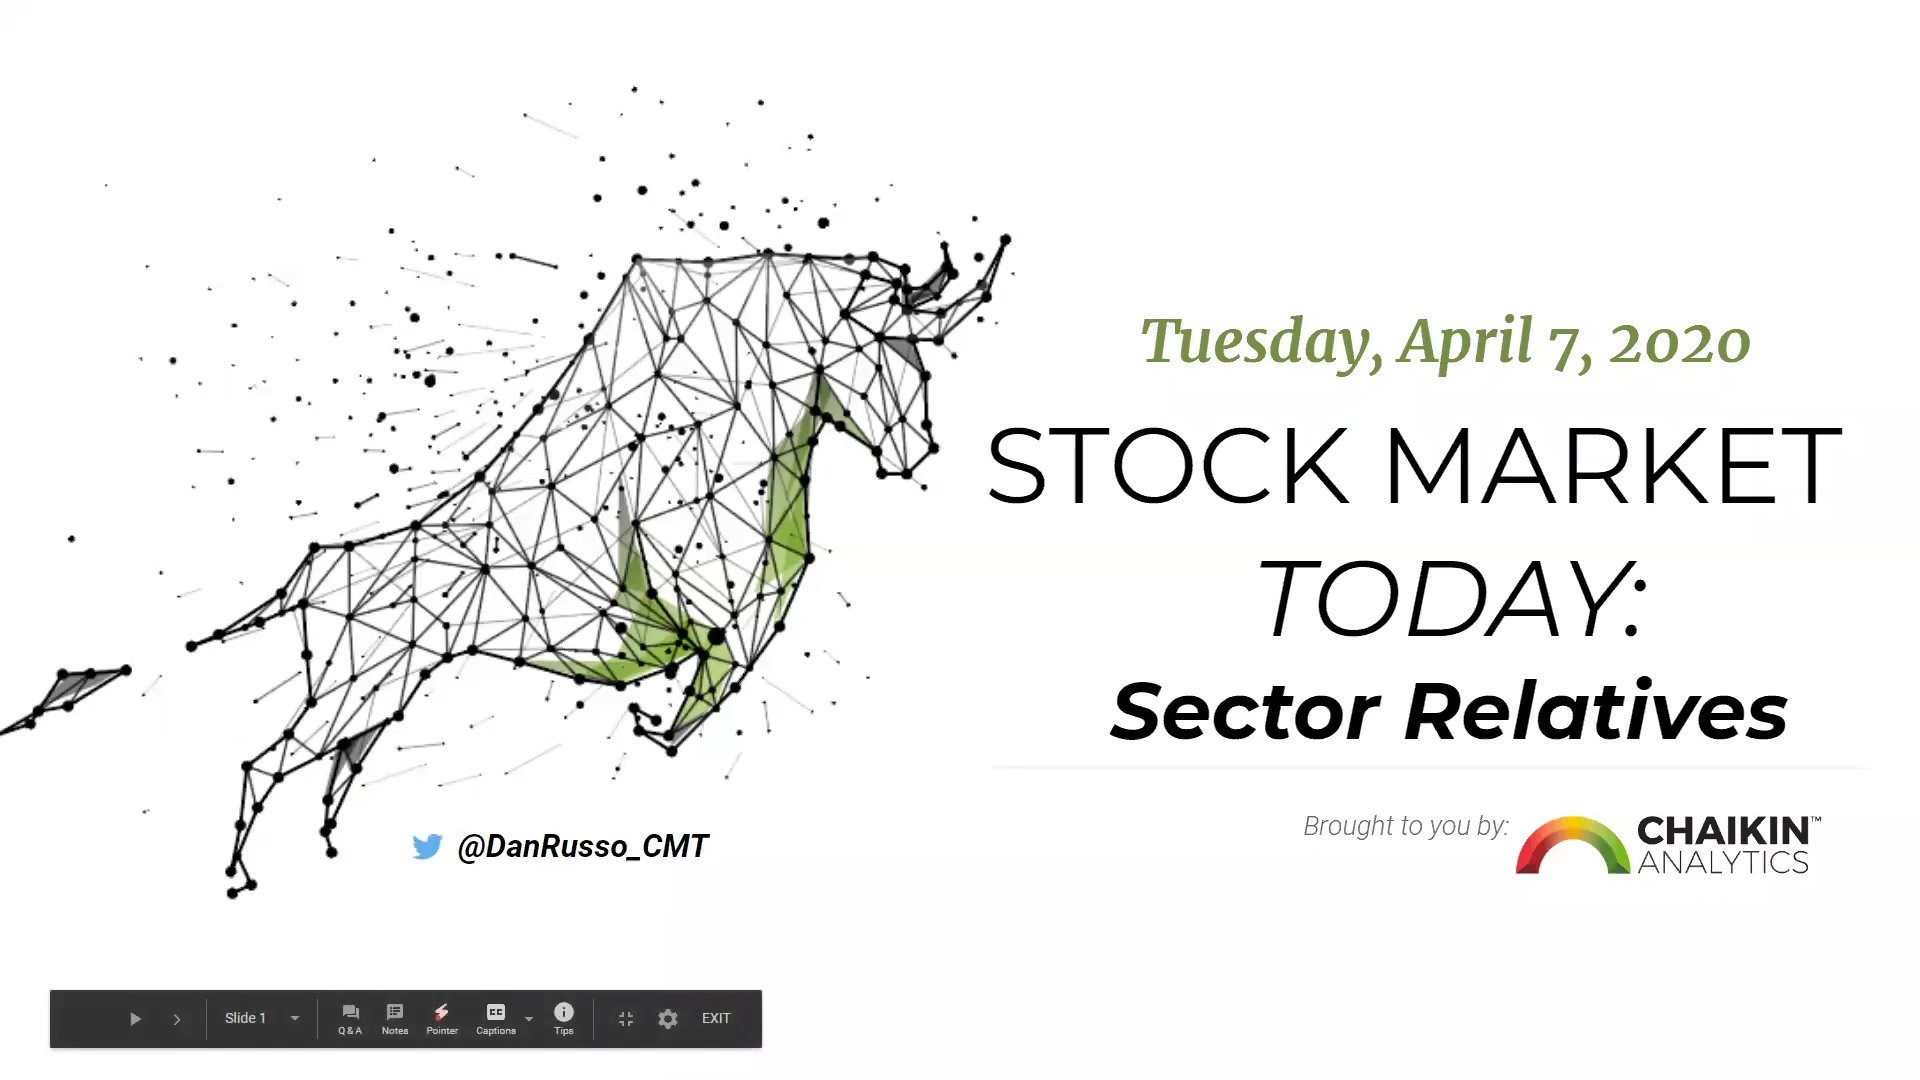 Tuesday, April 7, 2020
STOCK MARKET
TODAY:
Sector Relatives
Brought to you by:
CHAIKIN™
ANALYTICS
@DanRusso_CMT
Slide 1
Q & A
Notes
Pointer
CC
Captions
Tips
EXIT